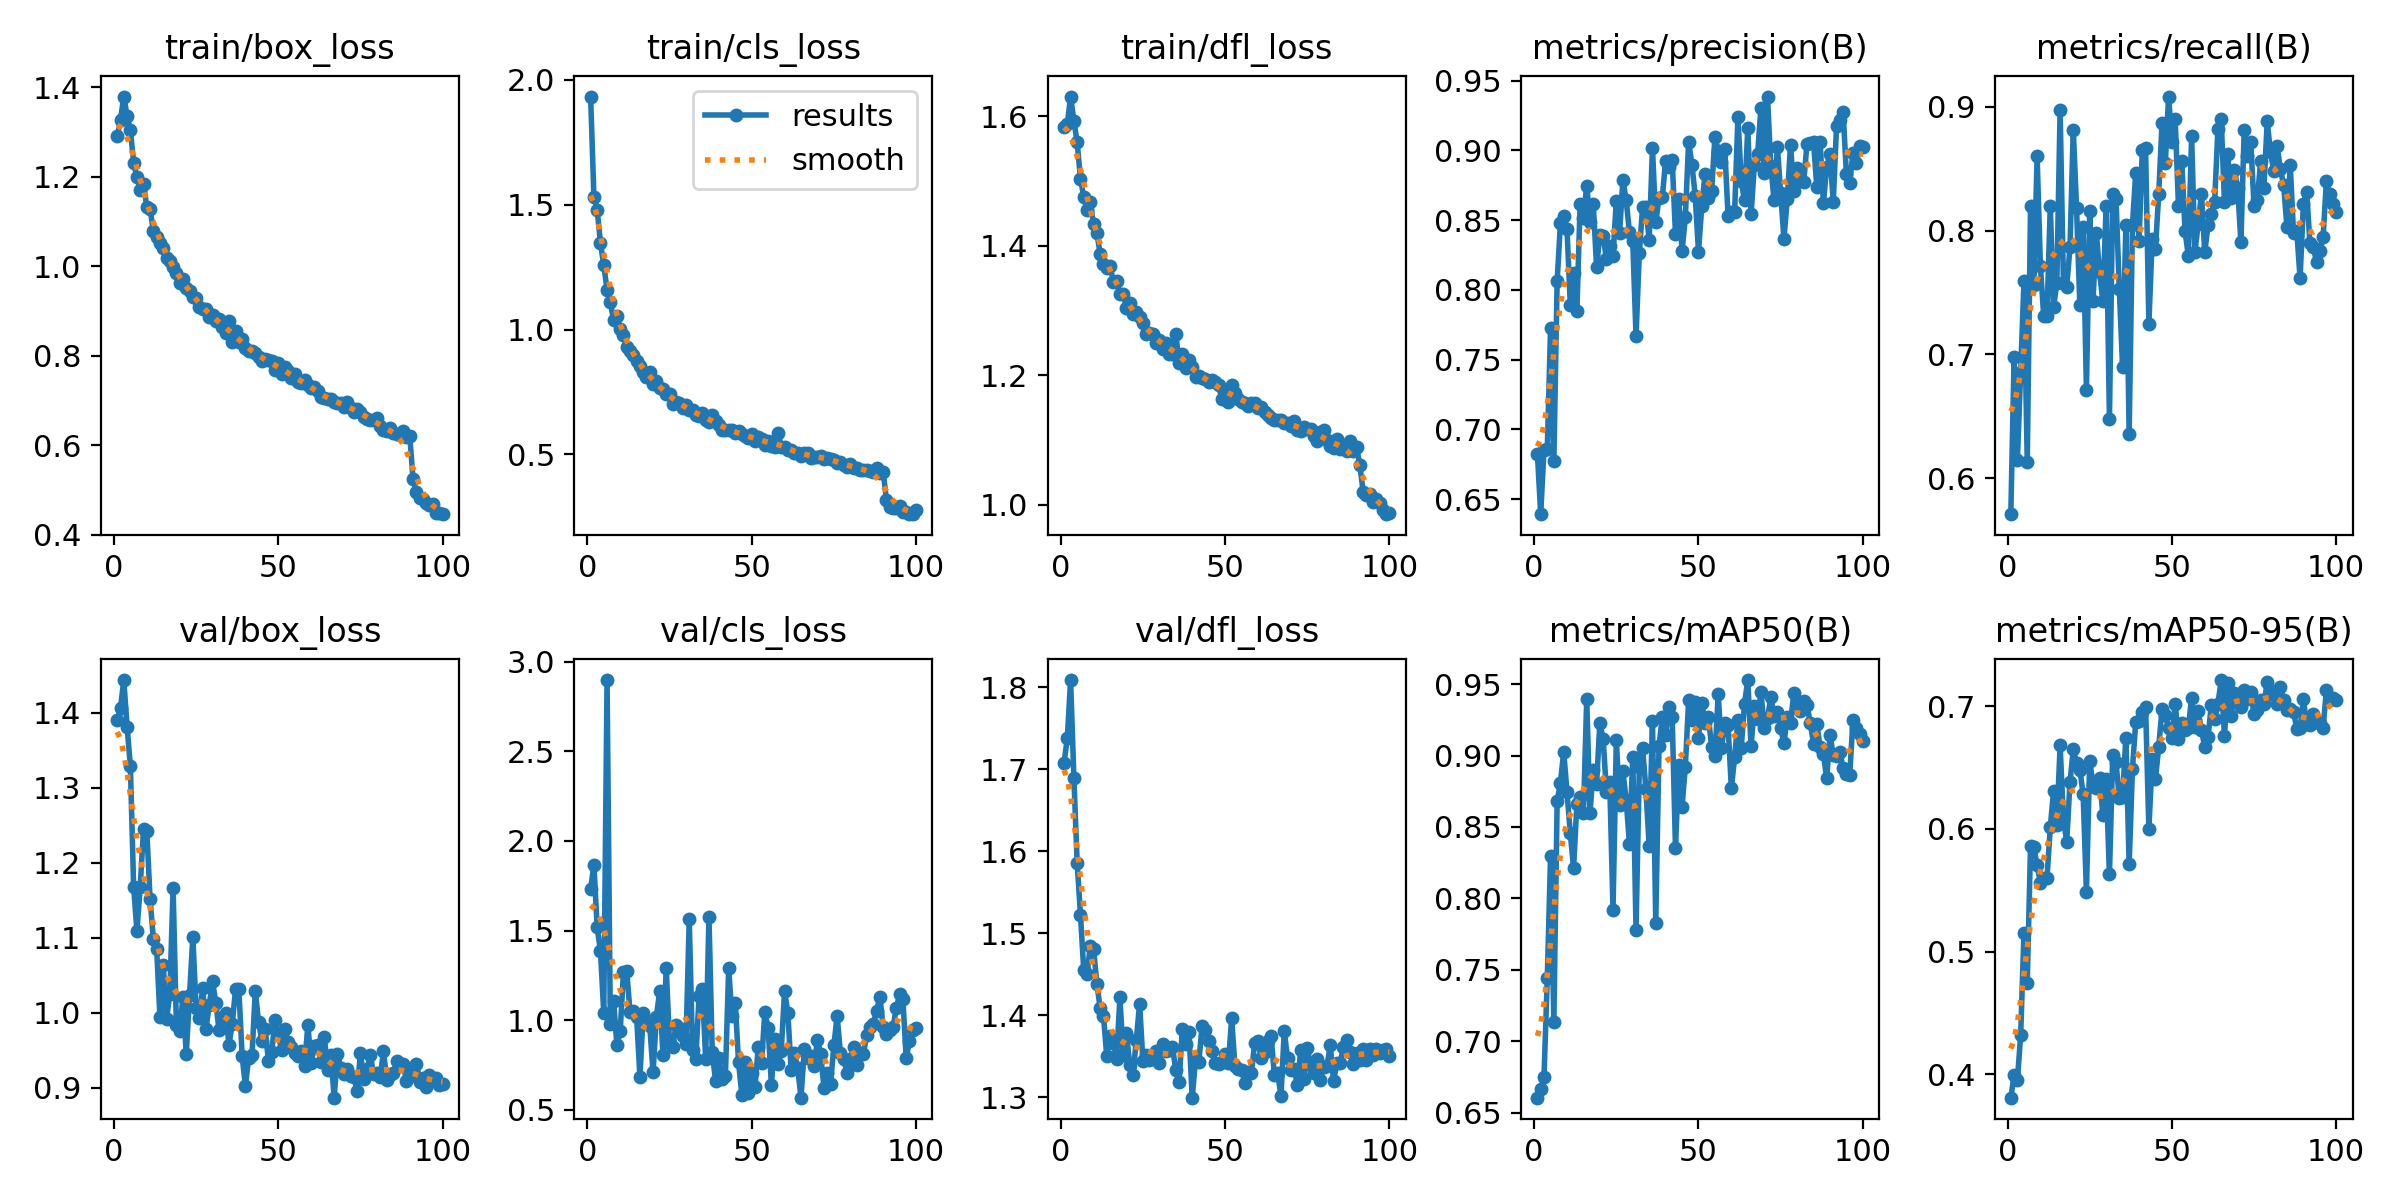 train/box_loss
1.4
1.2
1.0
0.8
0.6
0.4
0 50 100
train/cls_loss
results
smooth
2.0
1.5
1.0
0.5
0 50 100
train/dfl_loss
1.6
1.4
1.2
1.0
0 50 100
metrics/precision(B)
0.95
0.90
0.85
0.80
0.75
0.70
0.65
0 50 100
metrics/recall(B)
0.9
0.8
0.7
0.6
0 50 100
val/box_loss
1.4
1.3
1.2
1.1
1.0
0.9
0 50 100
val/cls_loss
3.0
2.5
2.0
1.5
1.0
0.5
0 50 100
val/dfl_loss
1.8
1.7
1.6
1.5
1.4
1.3
0 50 100
metrics/mAP50(B)
0.95
0.90
0.85
0.80
0.75
0.70
0.65
0 50 100
metrics/mAP50-95(B)
0.7
0.6
0.5
0.4
0 50 100